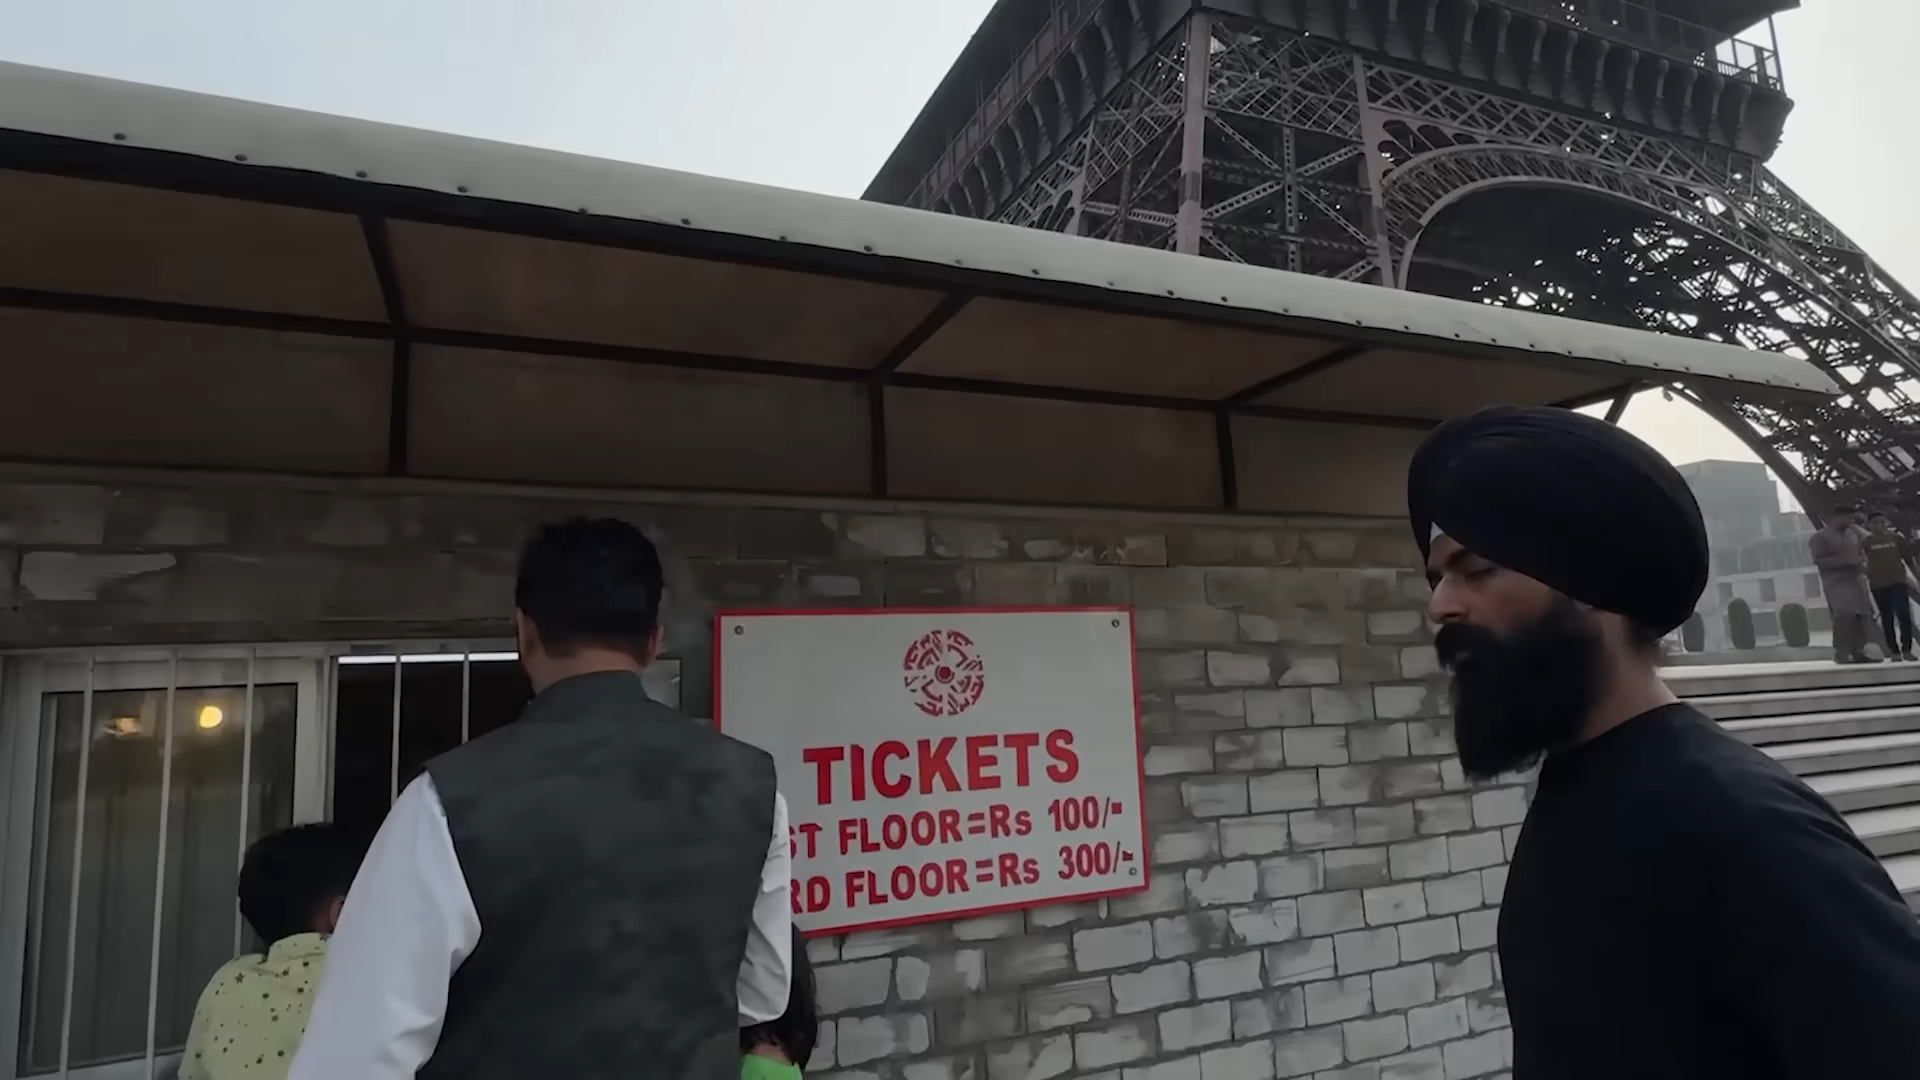 TICKETS
ST FLOOR=Rs 100/=
RD FLOOR=Rs 300/=